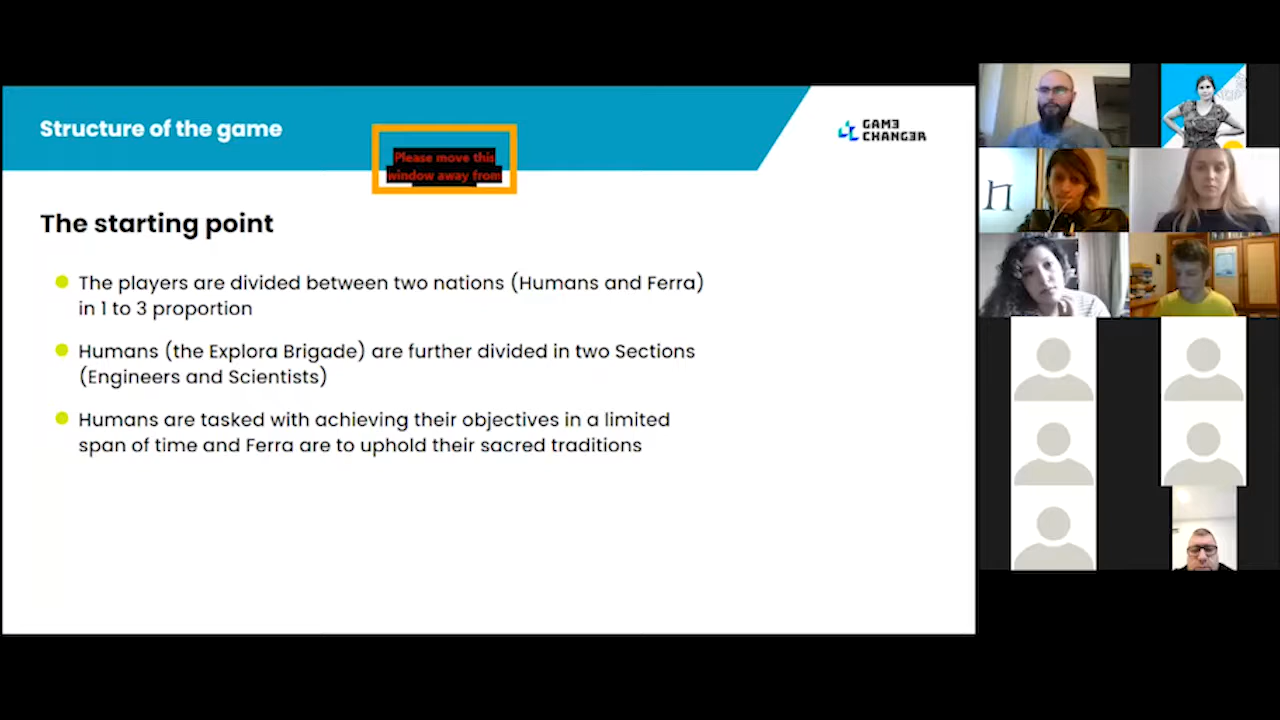 Structure of the game
GAME
CHANGER
Please move this
window away from
The starting point
The players are divided between two nations (Humans and Ferra)
in 1 to 3 proportion
Humans (the Explora Brigade) are further divided in two Sections
(Engineers and Scientists)
Humans are tasked with achieving their objectives in a limited
span of time and Ferra are to uphold their sacred traditions
n